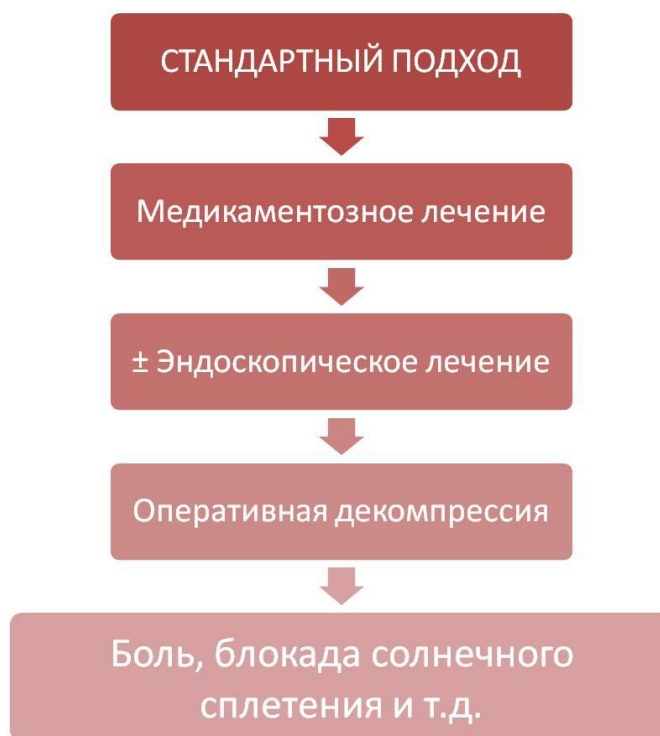 СТАНДАРТНЫЙ ПОДХОД
Медикаментозное лечение
± Эндоскопическое лечение
Оперативная декомпрессия
Боль, блокада солнечного
сплетения и т.д.